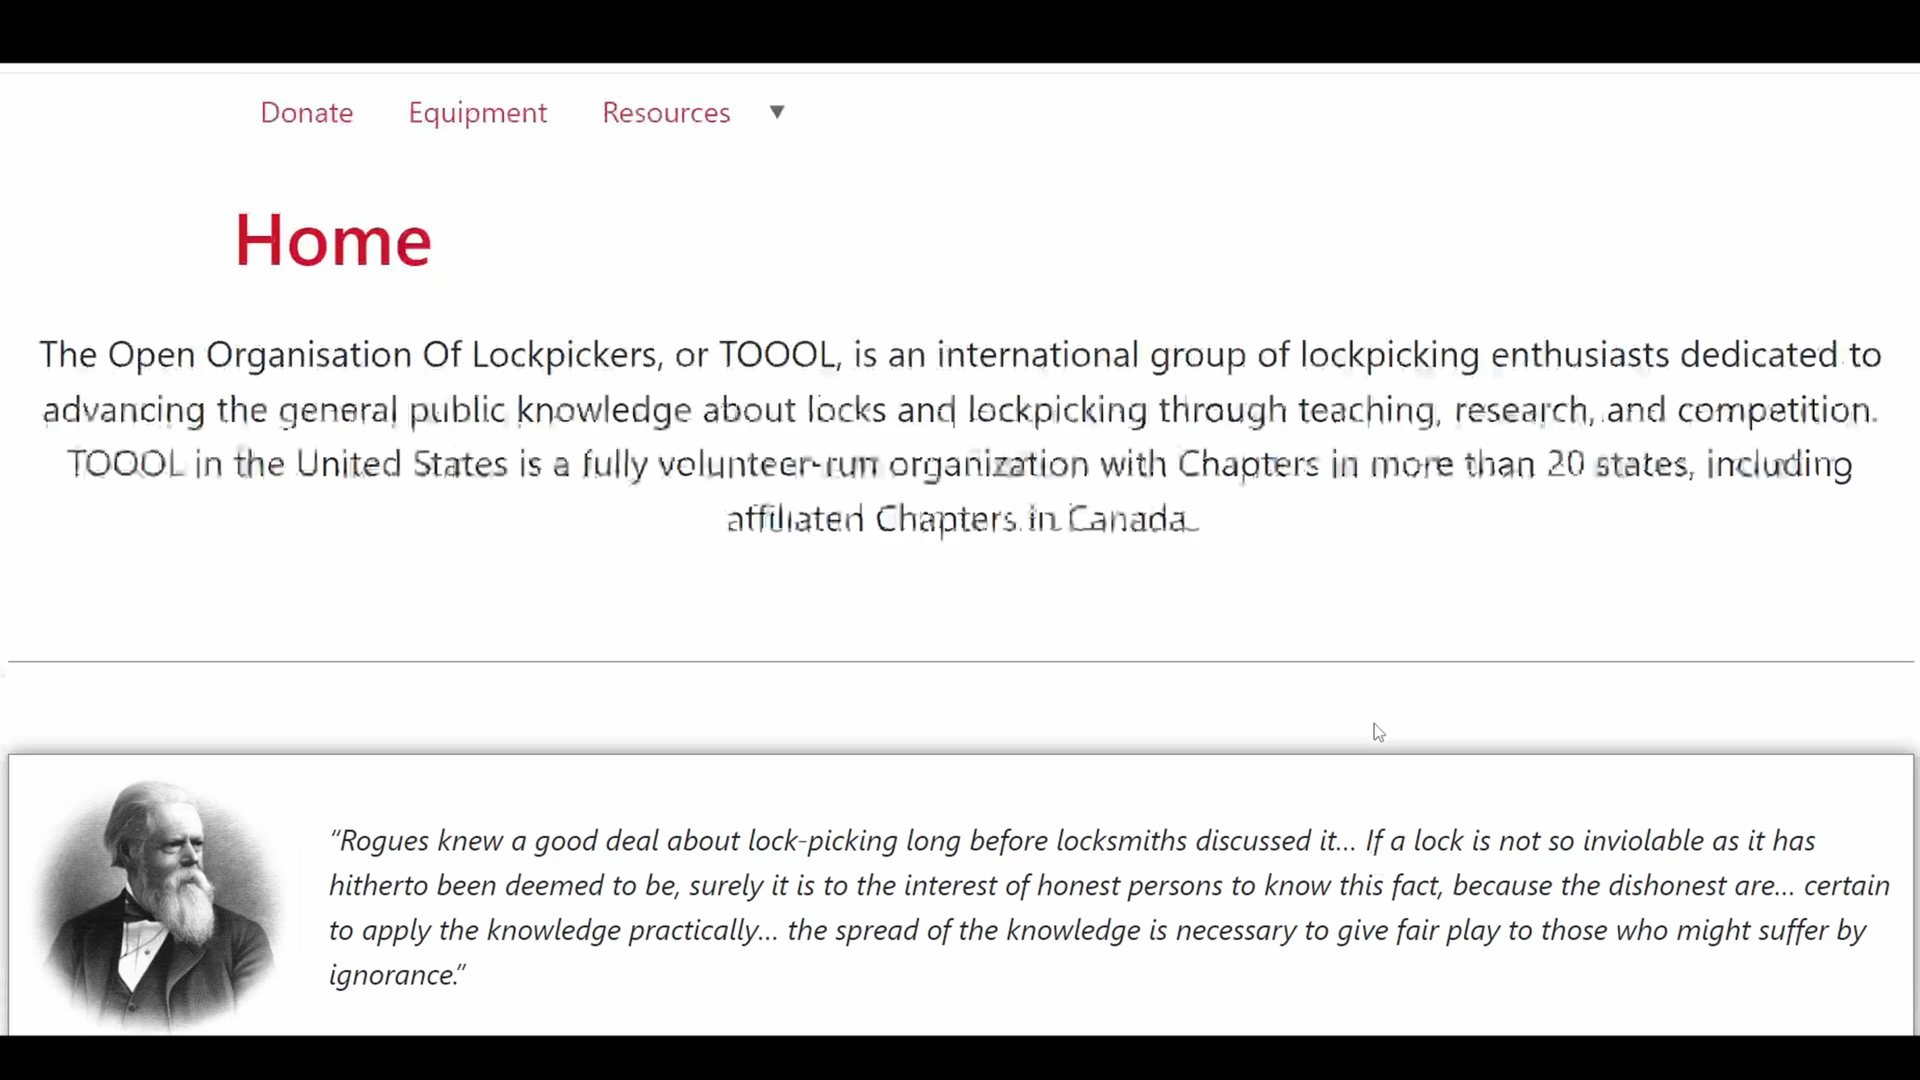 Donate Equipment Resources ▼
Home
The Open Organisation Of Lockpickers, or TOOOL, is an international group of lockpicking enthusiasts dedicated to
advancing the general public knowledge about locks and lockpicking through teaching, research, and competition.
TOOOL in the United States is a fully volunteer-run organization with Chapters in more than 20 states, including
affiliated Chapters in Canada.
“Rogues knew a good deal about lock-picking long before locksmiths discussed it... If a lock is not so inviolable as it has
hitherto been deemed to be, surely it is to the interest of honest persons to know this fact, because the dishonest are... certain
to apply the knowledge practically... the spread of the knowledge is necessary to give fair play to those who might suffer by
ignorance.”